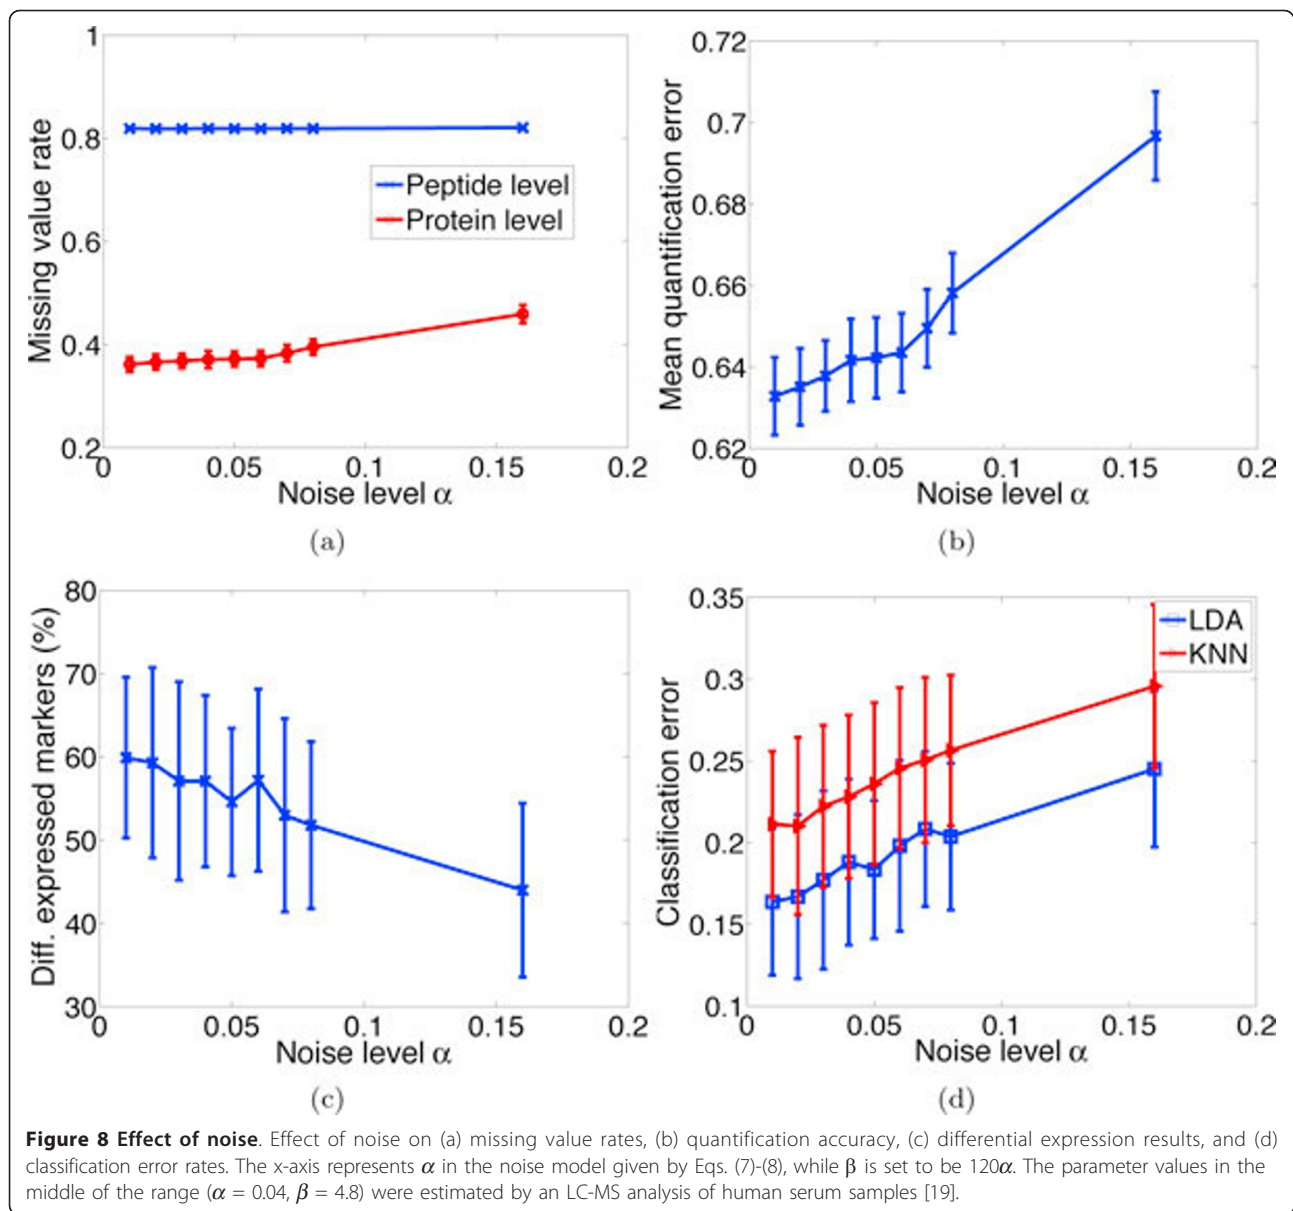 1
0.8
0.6
0.4
0.2
Missing value rate
Peptide level
Protein level
0 0.05 0.1 0.15 0.2
Noise level α
(a)
0.72
0.7
0.68
0.66
0.64
0.62
Mean quantification error
0 0.05 0.1 0.15 0.2
Noise level α
(b)
80
70
60
50
40
30
Diff. expressed markers (%)
0 0.05 0.1 0.15 0.2
Noise level α
(c)
0.35
0.3
0.25
0.2
0.15
0.1
Classification error
LDA
KNN
0 0.05 0.1 0.15 0.2
Noise level α
(d)
Figure 8 Effect of noise. Effect of noise on (a) missing value rates, (b) quantification accuracy, (c) differential expression results, and (d)
classification error rates. The x-axis represents α in the noise model given by Eqs. (7)-(8), while β is set to be 120α. The parameter values in the
middle of the range (α = 0.04, β = 4.8) were estimated by an LC-MS analysis of human serum samples [19].